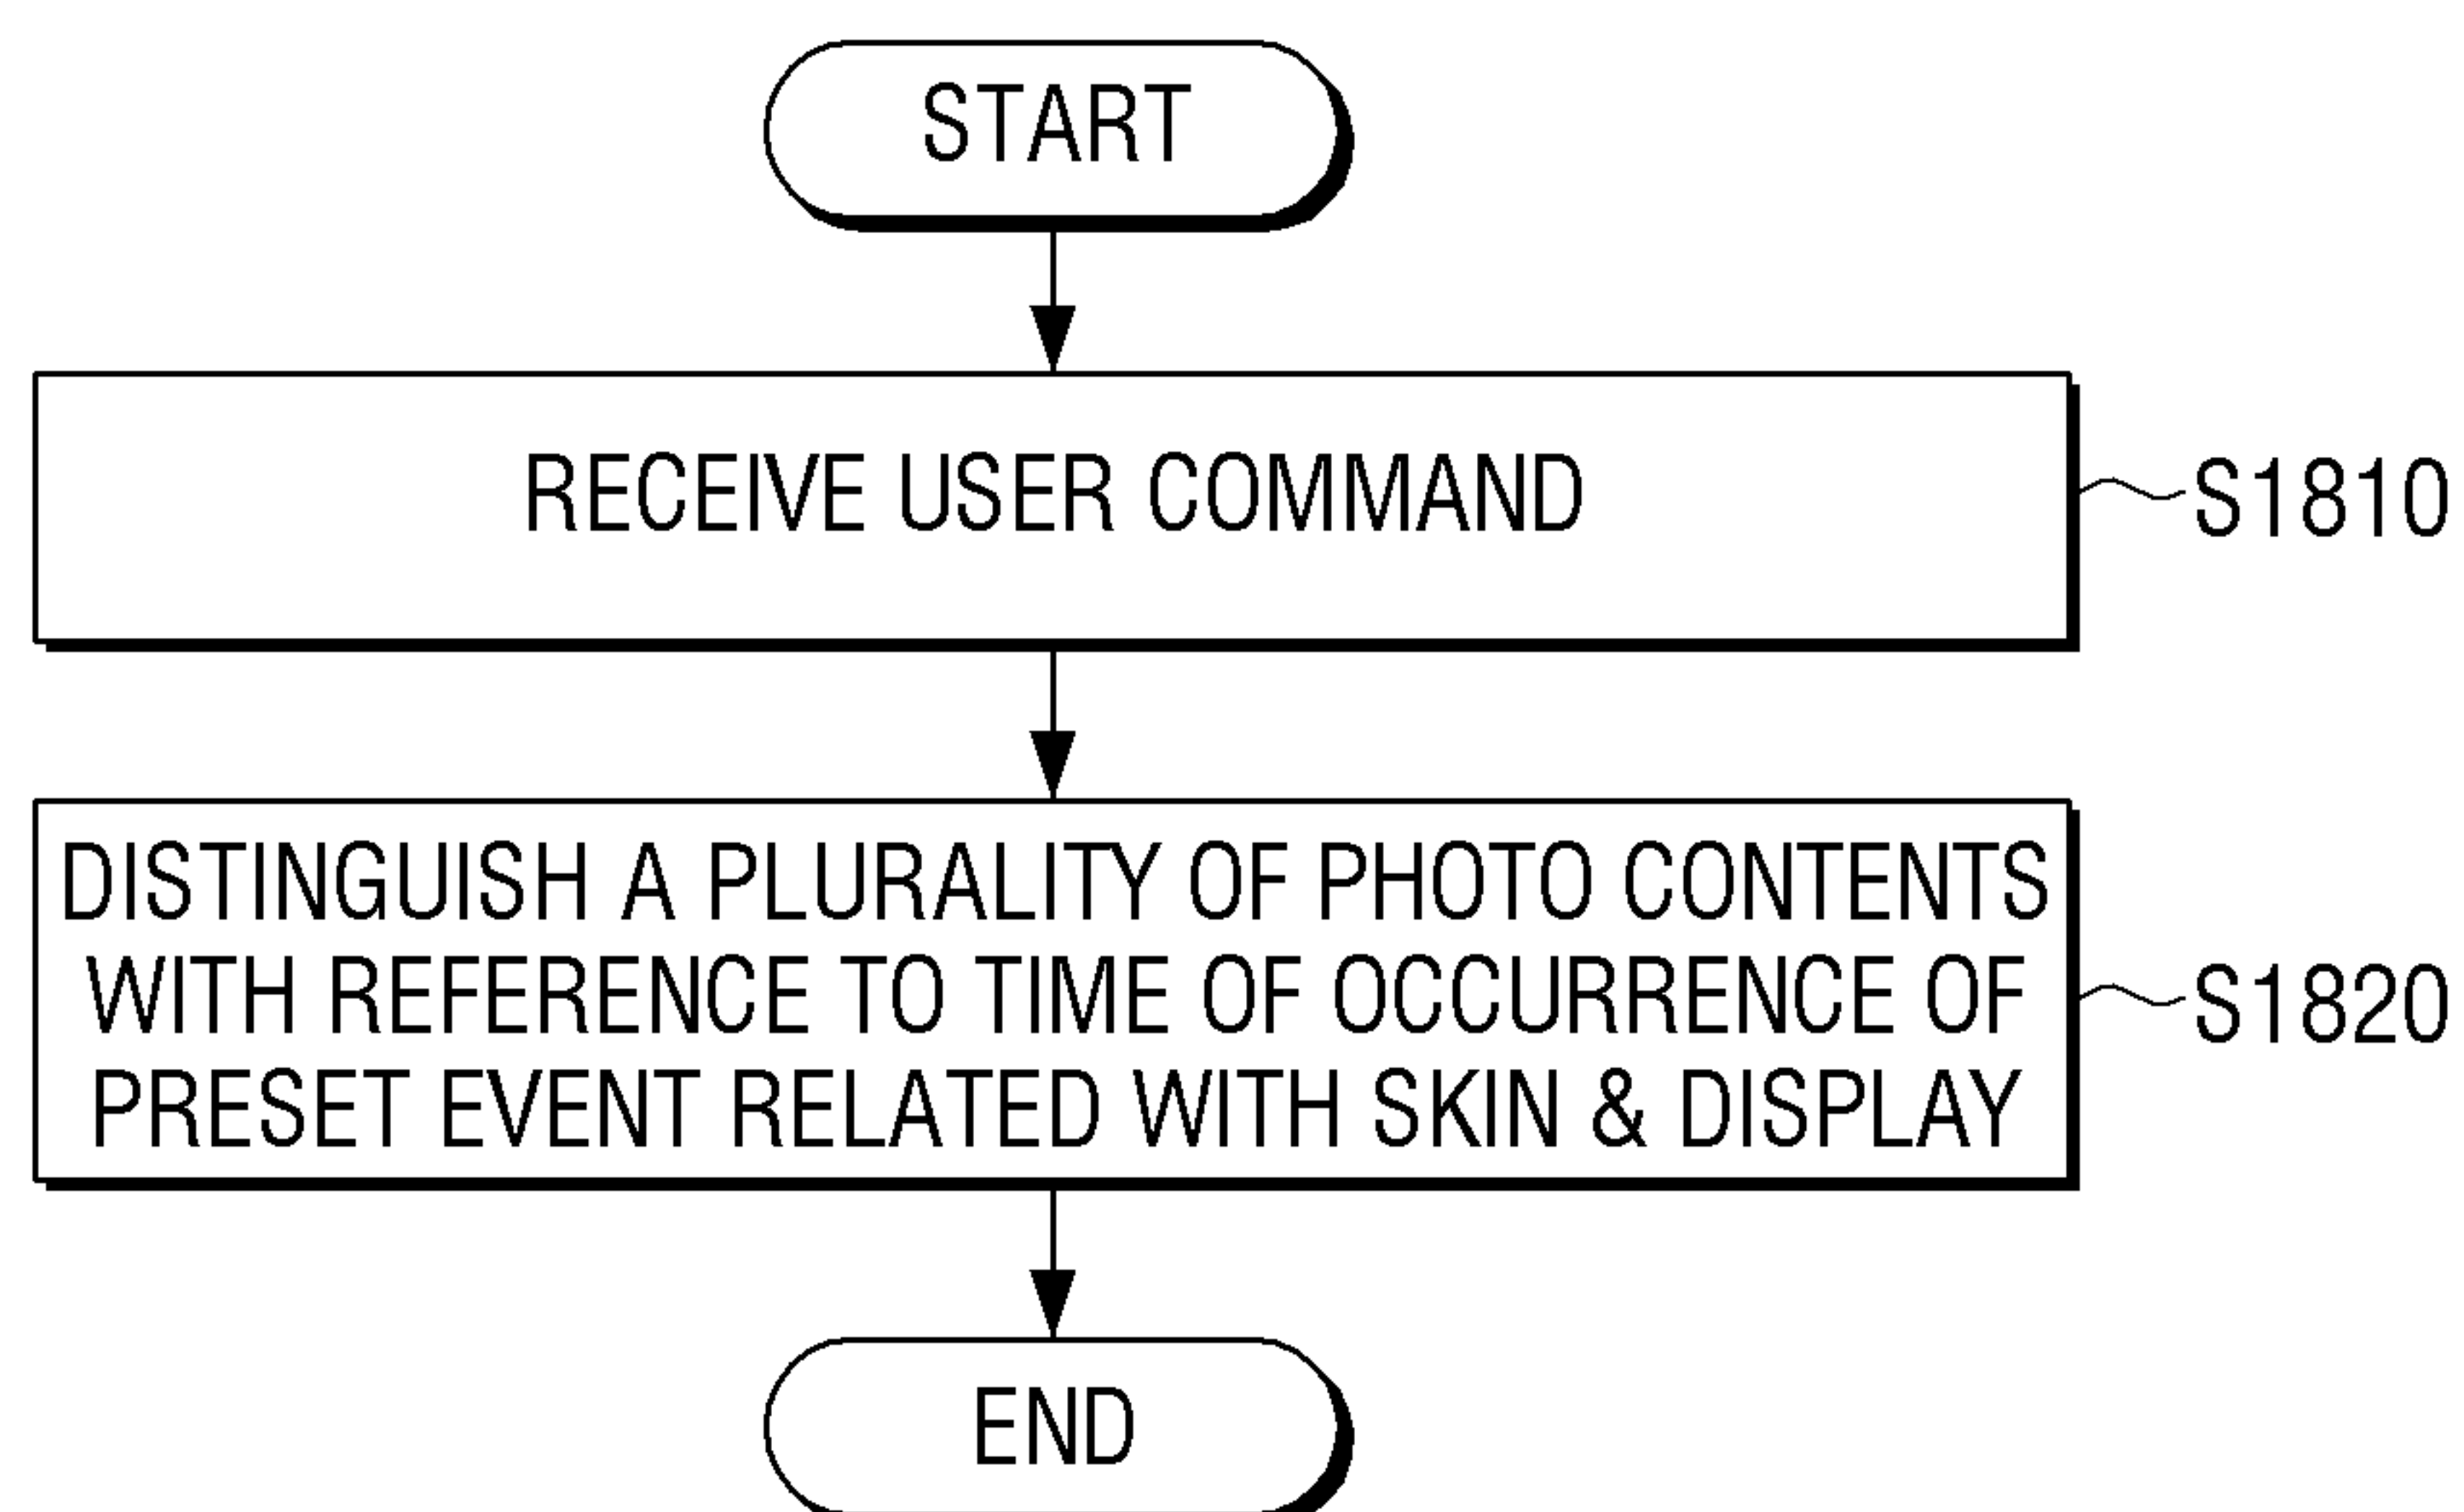 START
RECEIVE USER COMMAND
S1810
DISTINGUISH A PLURALITY OF PHOTO CONTENTS
WITH REFERENCE TO TIME OF OCCURRENCE OF
PRESET EVENT RELATED WITH SKIN & DISPLAY
S1820
END